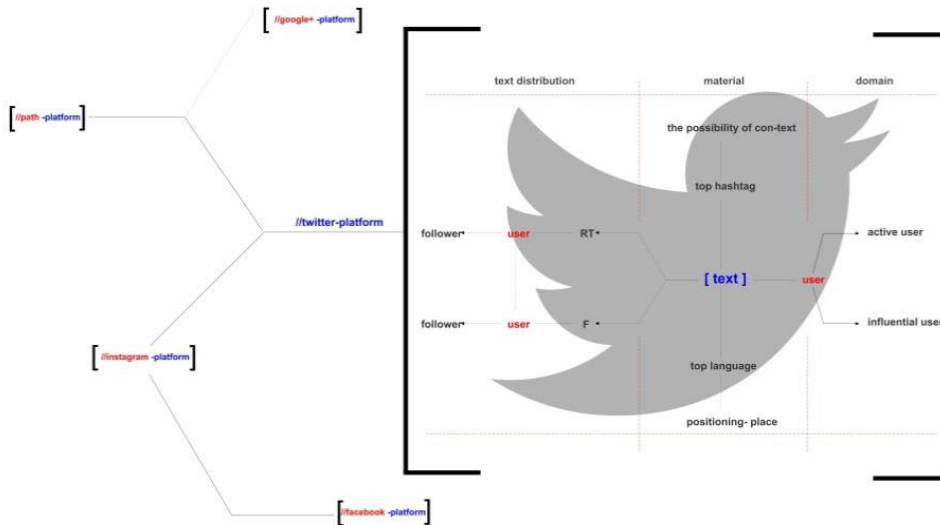 [//google+ -platform]
[//path -platform]
//twitter-platform
[//instagram -platform]
[//facebook -platform]
text distribution
material
domain
the possibility of con-text
top hashtag
follower
user
RT
active user
[ text ]
user
follower
user
F
influential user
top language
positioning- place